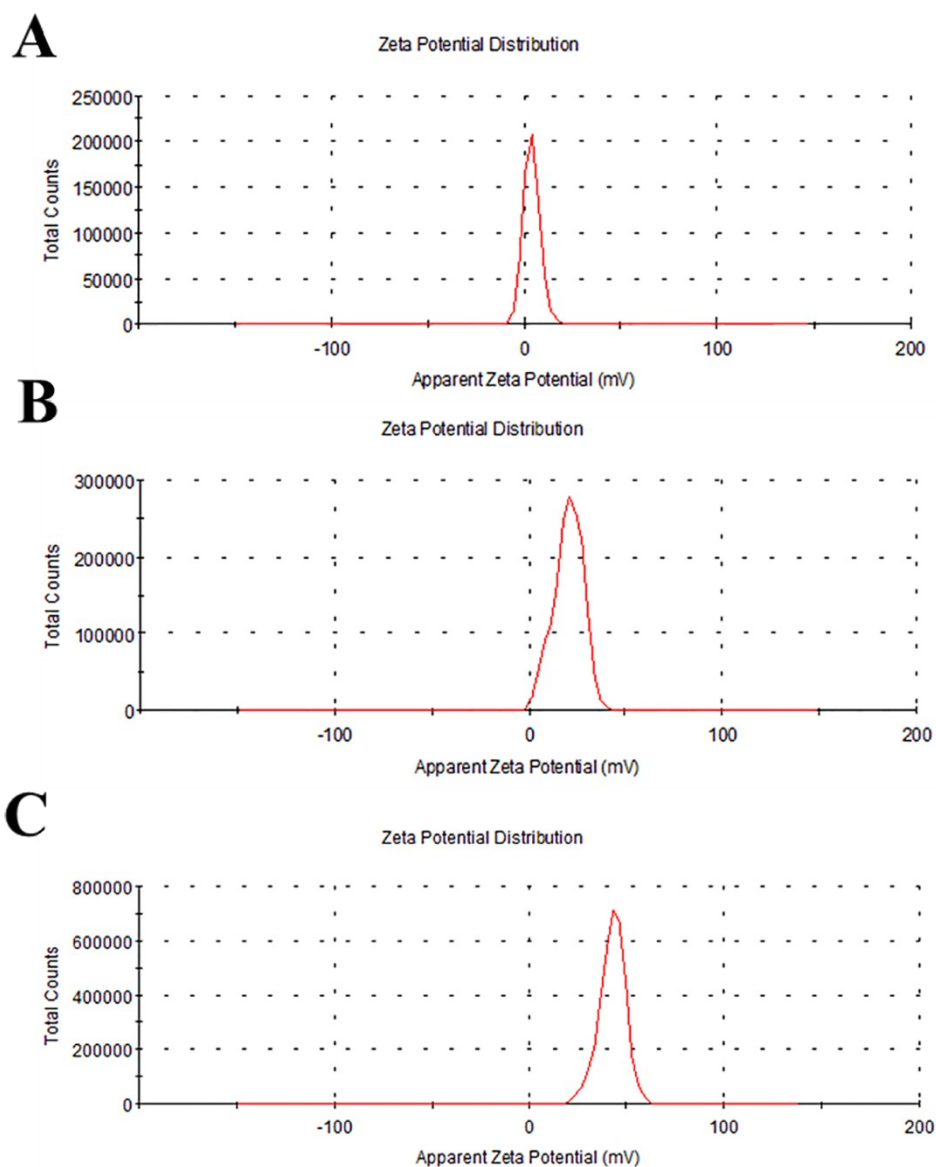 A
Zeta Potential Distribution
250000
200000
150000
100000
50000
0
Total Counts
-100 0 100 200
Apparent Zeta Potential (mV)
B
Zeta Potential Distribution
300000
200000
100000
0
Total Counts
-100 0 100 200
Apparent Zeta Potential (mV)
C
Zeta Potential Distribution
800000
600000
400000
200000
0
Total Counts
-100 0 100 200
Apparent Zeta Potential (mV)